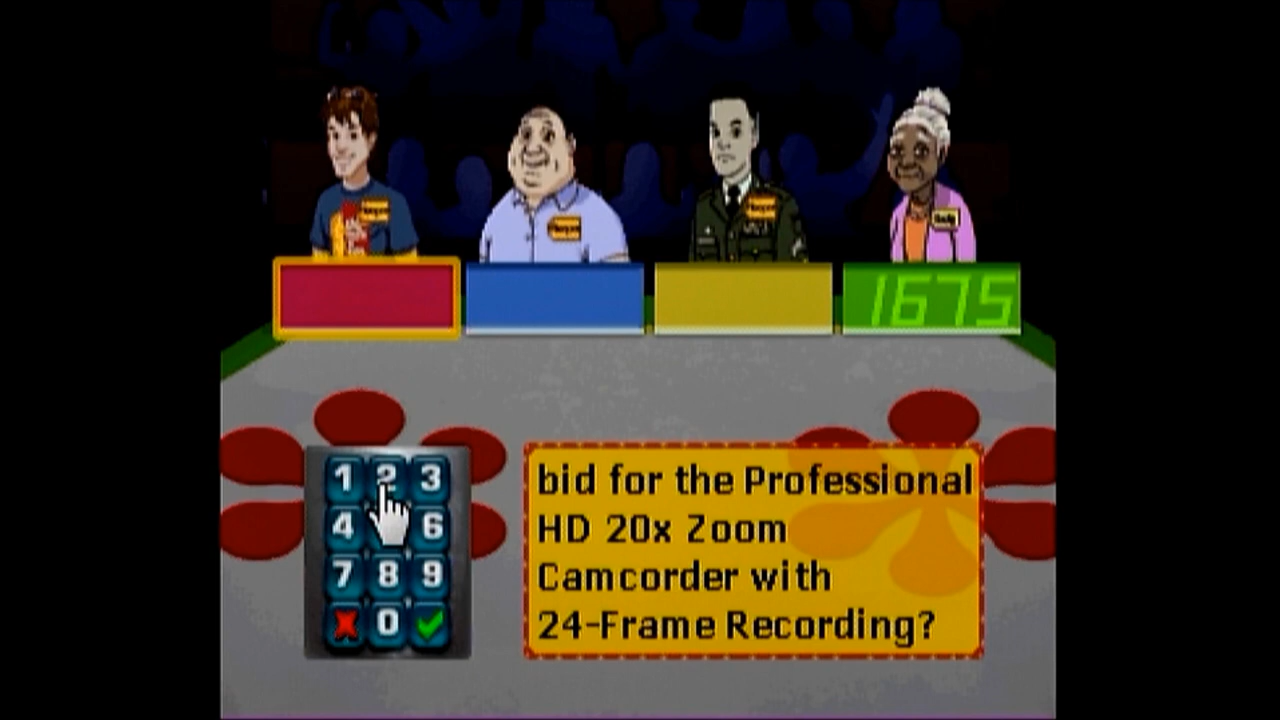 1675
1 2 3
4 6
7 8 9
0
bid for the Professional
HD 20x Zoom
Camcorder with
24-Frame Recording?